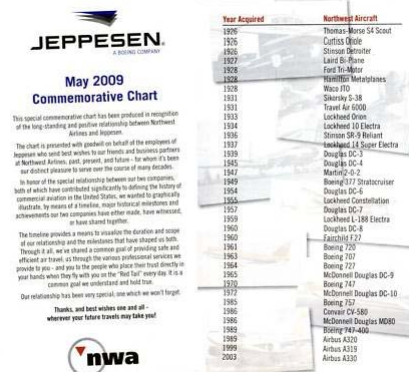 JEPPESEN.
A BOEING COMPANY
May 2009
Commemorative Chart
This special commemorative chart has been produced in recognition
of the long-standing and positive relationship between Northwest
Airlines and Jeppesen.
The chart is presented with goodwill on behalf of the employees of
Jeppesen who send best wishes to our friends and business partners
at Northwest Airlines, past, present, and future - for whom it's been
our distinct pleasure to serve over the course of many decades.
In honor of the special relationship between our two companies,
both of which have contributed significantly to defining the history of
commercial aviation in the United States, we wanted to graphically
illustrate, by means of a timeline, major historical milestones and
achievements our two companies have either made, have witnessed,
or have shared together.
The timeline provides a means to visualize the duration and scope
of our relationship and the milestones that have shaped us both.
Through it all, we've shared a common goal of providing safe and
efficient air travel, as through the various professional services we
provide to you - and you to the people who place their trust directly in
your hands when they fly with you on the "Red Tail" every day. It is a
common goal we understand and hold true.
Our relationship has been very special, one which we won't forget.
Thanks, and best wishes one and all -
wherever your future travels may take you!
nwa
Year Acquired Northwest Aircraft
1926 Thomas-Morse S4 Scout
1926 Curtiss Oriole
1926 Stinson Detroiter
1927 Laird Bi-Plane
1928 Ford Tri-Motor
1928 Hamilton Metalplanes
1928 Waco JTO
1931 Sikorsky S-38
1931 Travel Air 6000
1933 Lockheed Orion
1934 Lockheed 10 Electra
1936 Stinson SR-9 Reliant
1937 Lockheed 14 Super Electra
1939 Douglas DC-3
1945 Douglas DC-4
1947 Martin 2-0-2
1949 Boeing 377 Stratocruiser
1954 Douglas DC-6
1955 Lockheed Constellation
1957 Douglas DC-7
1959 Lockheed L-188 Electra
1960 Douglas DC-8
1960 Fairchild F.27
1961 Boeing 720
1963 Boeing 707
1964 Boeing 727
1965 McDonnell Douglas DC-9
1970 Boeing 747
1972 McDonnell Douglas DC-10
1985 Boeing 757
1986 Convair CV-580
1986 McDonnell Douglas MD80
1989 Boeing 747-400
1989 Airbus A320
1999 Airbus A319
2003 Airbus A330